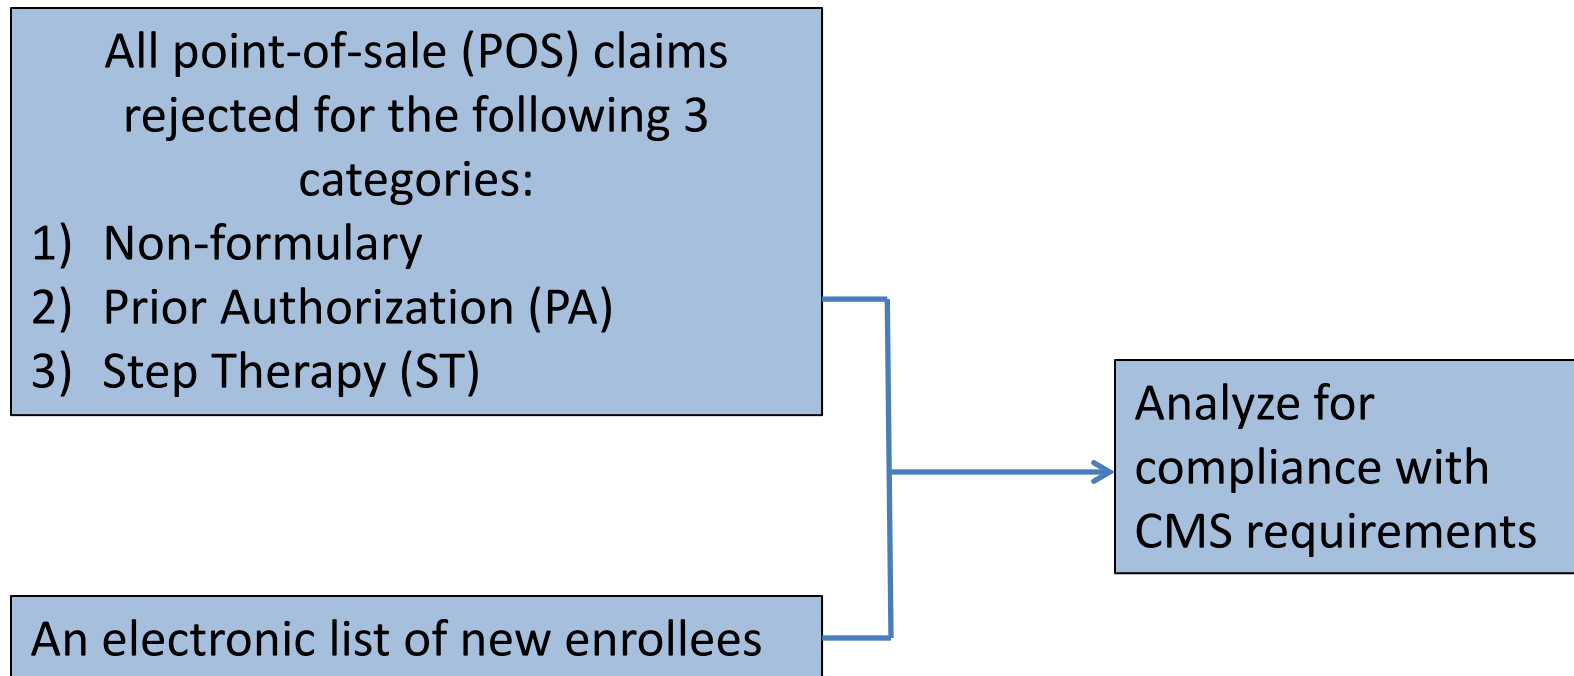 All point-of-sale (POS) claims
rejected for the following 3
categories:
1) Non-formulary
2) Prior Authorization (PA)
3) Step Therapy (ST)
Analyze for
compliance with
CMS requirements
An electronic list of new enrollees